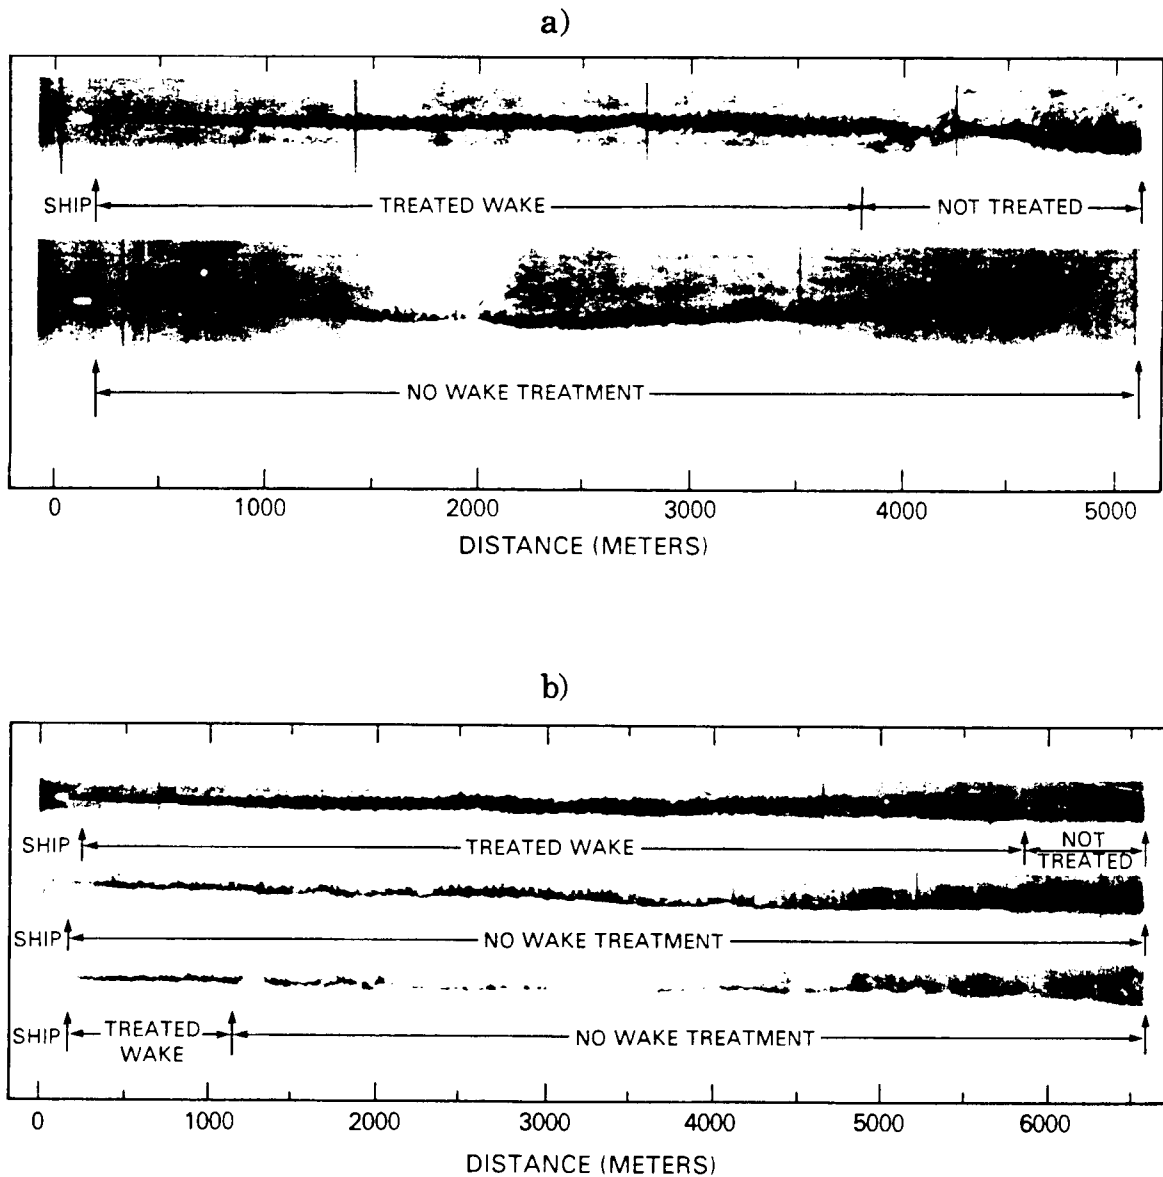 a)
SHIP TREATED WAKE NOT TREATED
NO WAKE TREATMENT
0 1000 2000 3000 4000 5000
DISTANCE (METERS)
b)
SHIP TREATED WAKE NOT
TREATED
SHIP NO WAKE TREATMENT
SHIP TREATED
WAKE NO WAKE TREATMENT
0 1000 2000 3000 4000 5000 6000
DISTANCE (METERS)